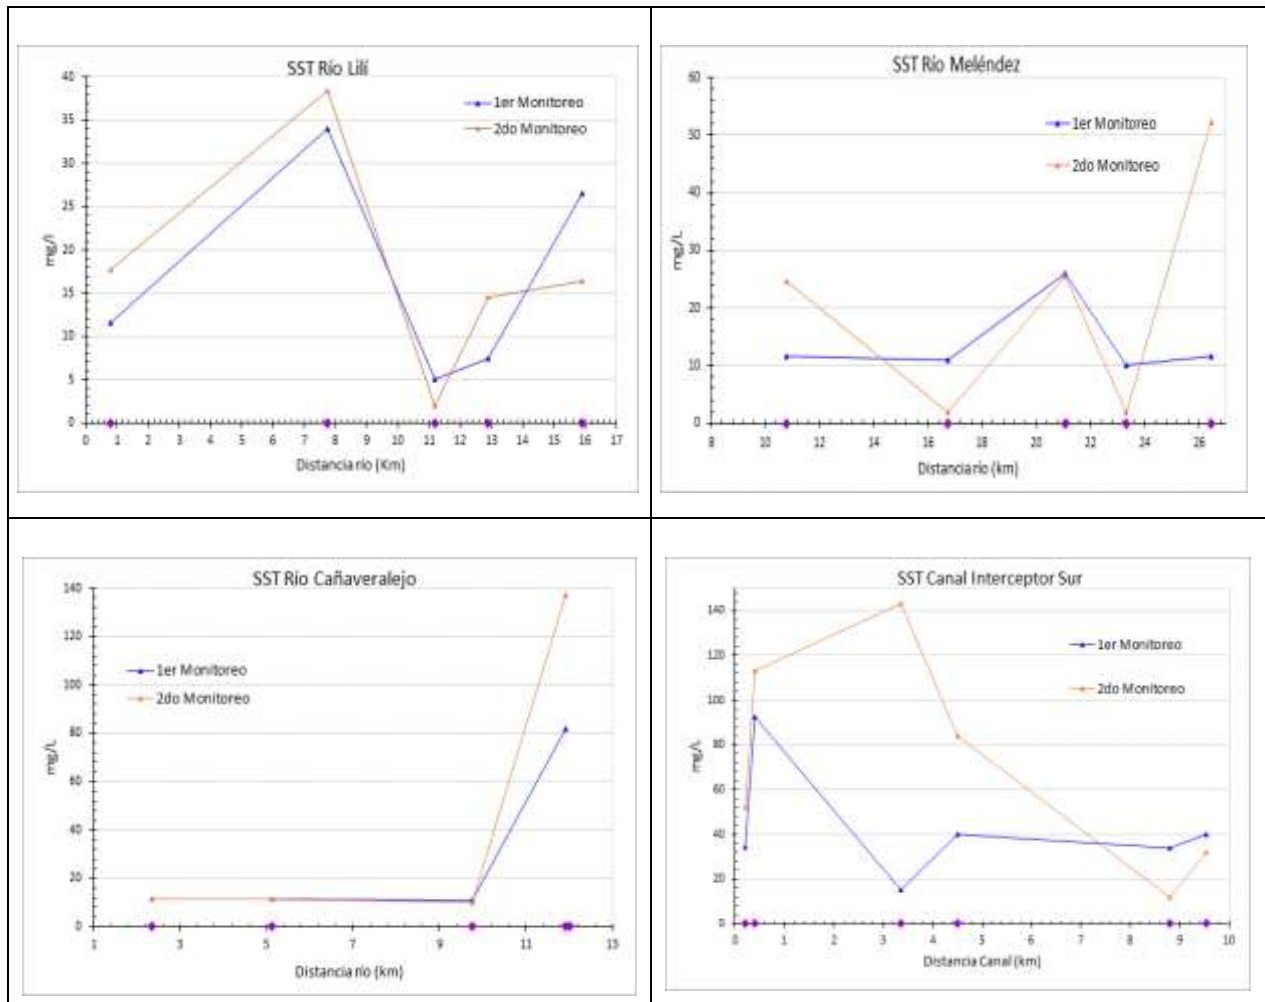 SST Río Lilí
40
35
30
25
20
15
10
5
0
mg/l
1er Monitoreo
2do Monitoreo
0 1 2 3 4 5 6 7 8 9 10 11 12 13 14 15 16 17
Distancia río (Km)
SST Río Meléndez
60
50
40
30
20
10
0
mg/L
1er Monitoreo
2do Monitoreo
8 10 12 14 16 18 20 22 24 26
Distancia río (km)
SST Río Cañaveralejo
140
120
100
80
60
40
20
0
mg/L
1er Monitoreo
2do Monitoreo
1 3 5 7 9 11 13
Distancia río (km)
SST Canal Interceptor Sur
140
120
100
80
60
40
20
0
mg/L
1er Monitoreo
2do Monitoreo
0 1 2 3 4 5 6 7 8 9 10
Distancia Canal (km)